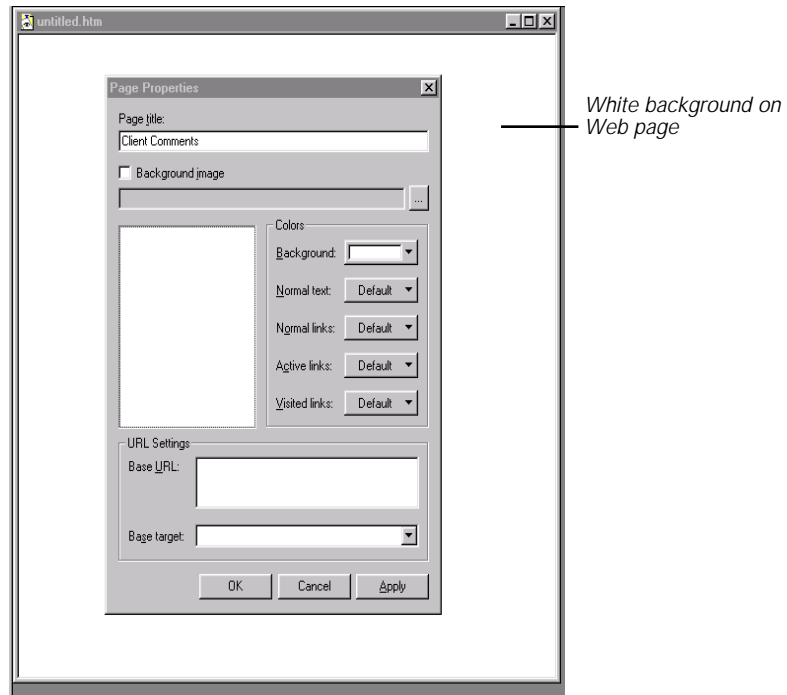 untitled.htm
Page Properties
Page title:
Client Comments
Background image
...
Colors
Background:
Normal text: Default
Normal links: Default
Active links: Default
Visited links: Default
URL Settings
Base URL:
Base target:
OK Cancel Apply
White background on
Web page